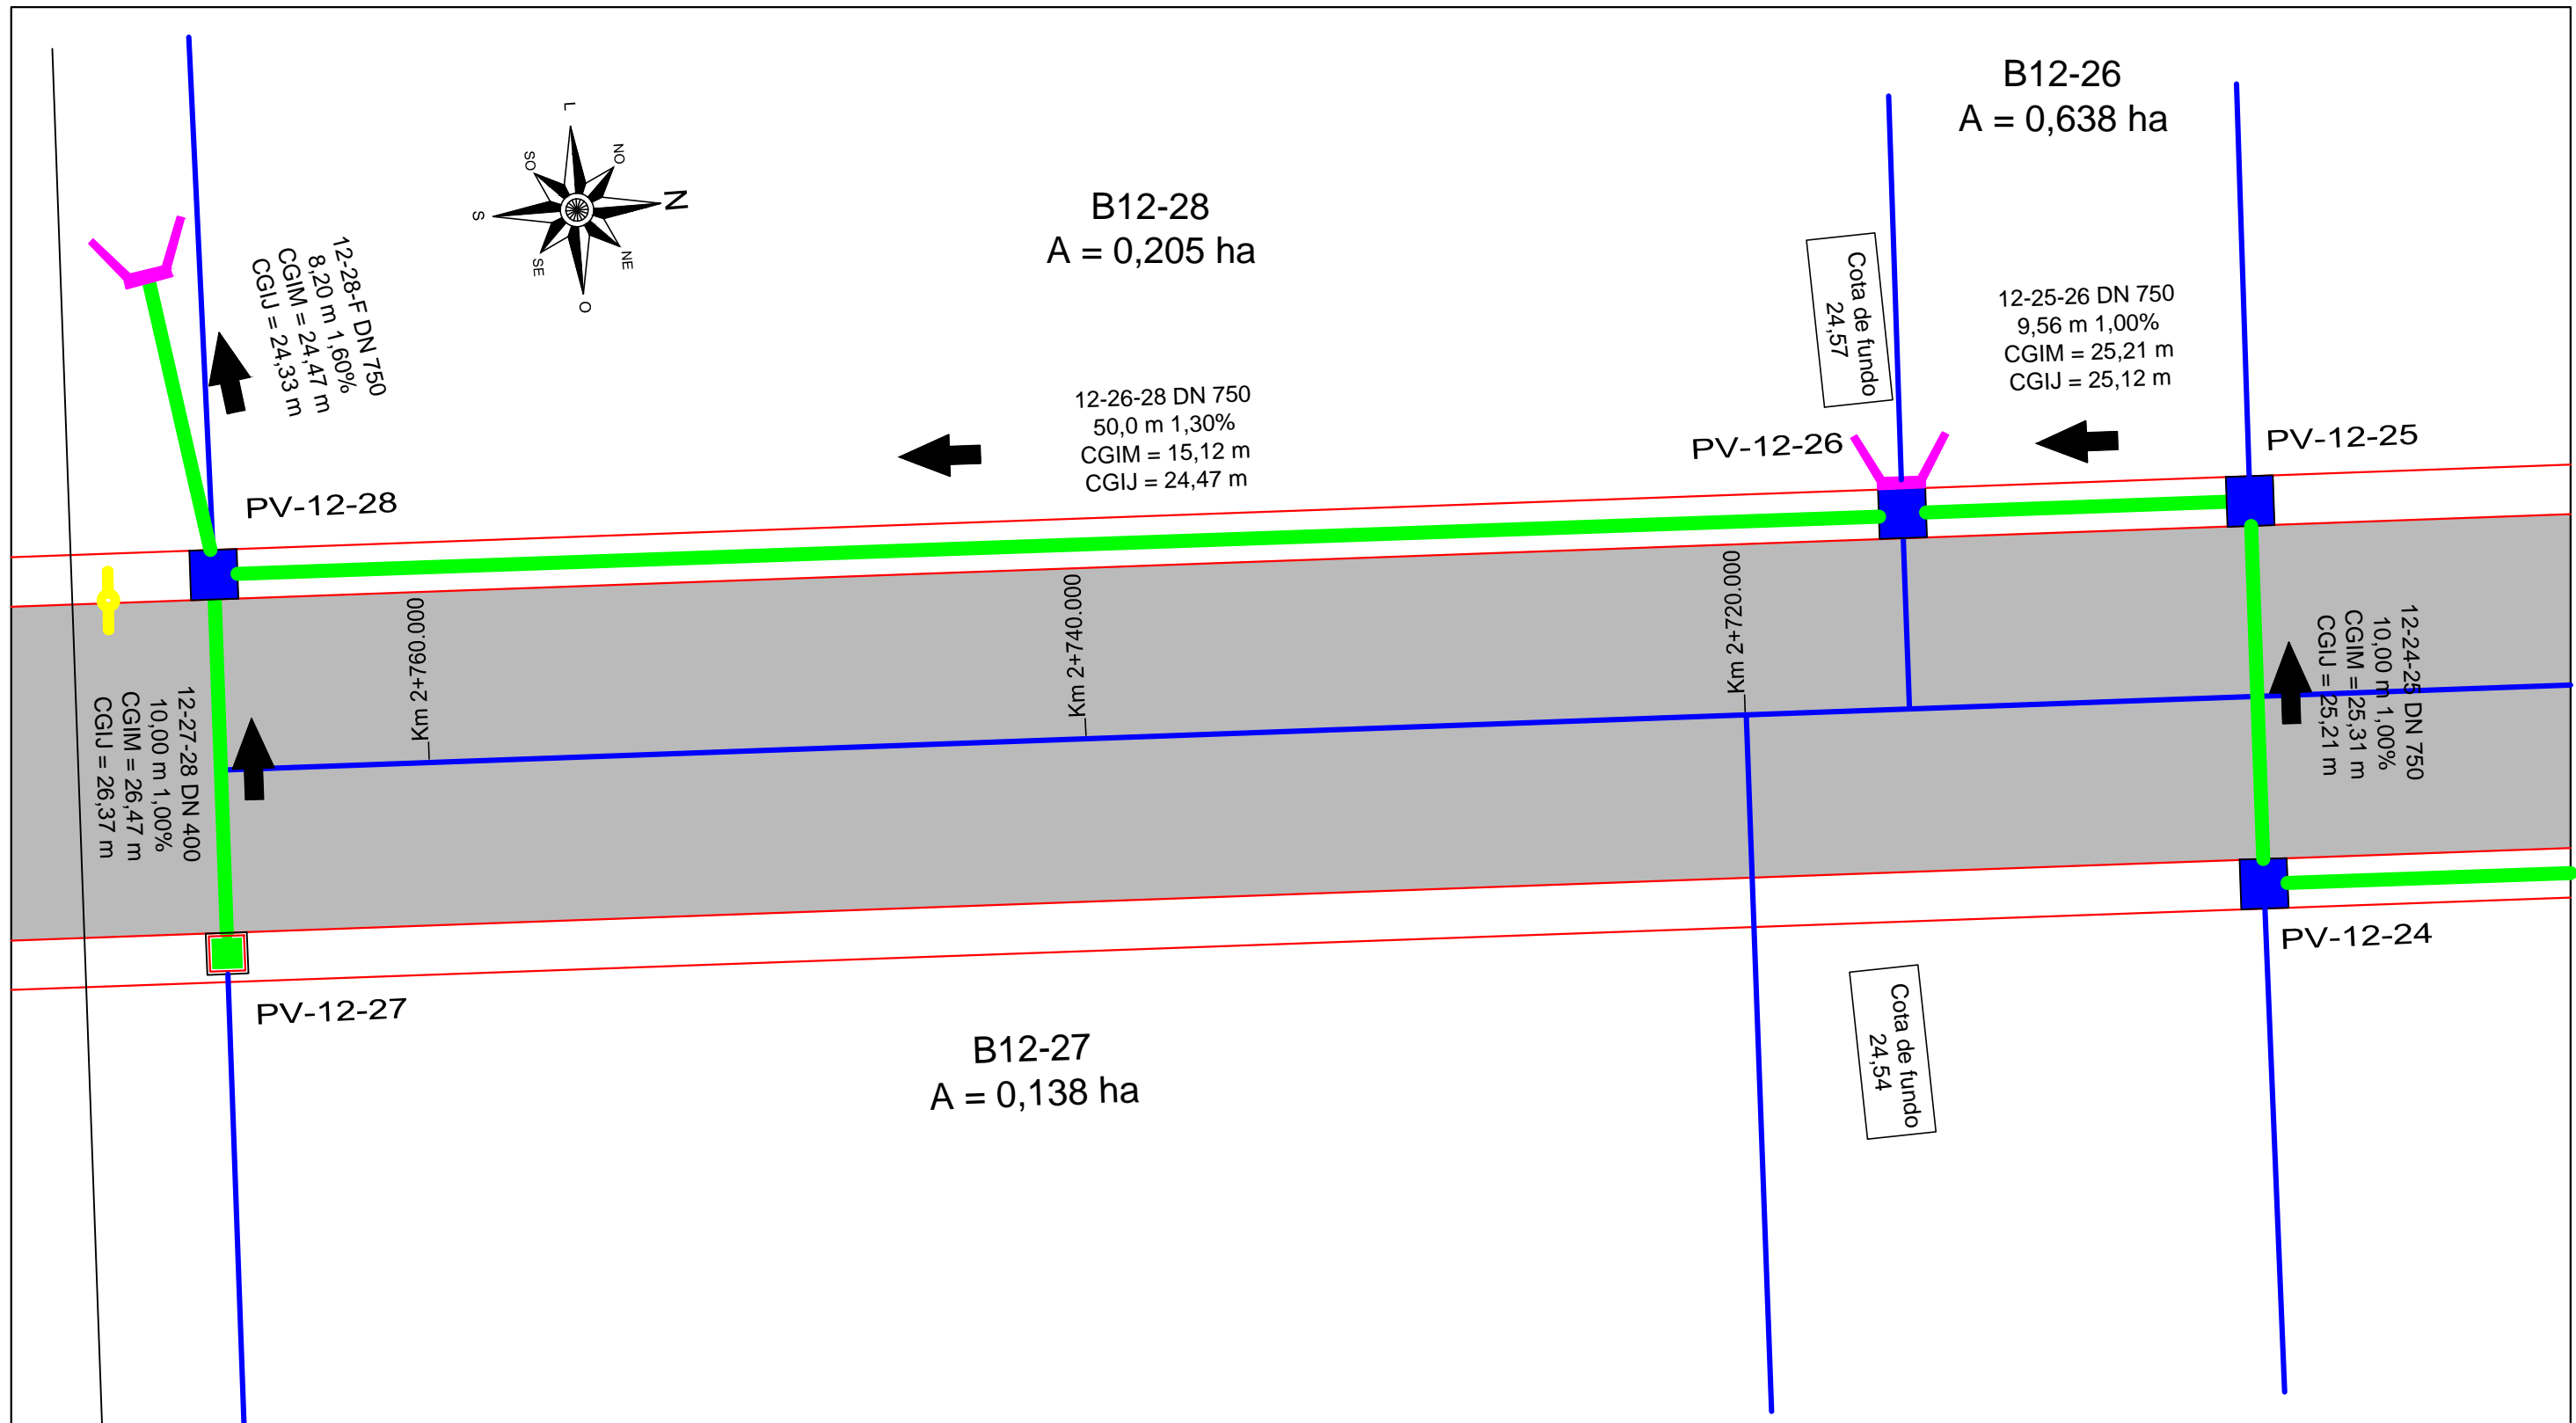 B12-26
A = 0,638 ha
B12-28
A = 0,205 ha
L
NO
N
NE
O
SE
S
SO
12-28-F DN 750
8,20 m 1,60%
CGIM = 24,47 m
CGIJ = 24,33 m
Cota de fundo
24,57
12-25-26 DN 750
9,56 m 1,00%
CGIM = 25,21 m
CGIJ = 25,12 m
12-26-28 DN 750
50,0 m 1,30%
CGIM = 15,12 m
CGIJ = 24,47 m
PV-12-26
PV-12-25
PV-12-28
Km 2+760.000
Km 2+740.000
Km 2+720.000
12-27-28 DN 400
10,00 m 1,00%
CGIM = 26,47 m
CGIJ = 26,37 m
12-24-25 DN 750
10,00 m 1,00%
CGIM = 25,31 m
CGIJ = 25,21 m
PV-12-24
PV-12-27
B12-27
A = 0,138 ha
Cota de fundo
24,54